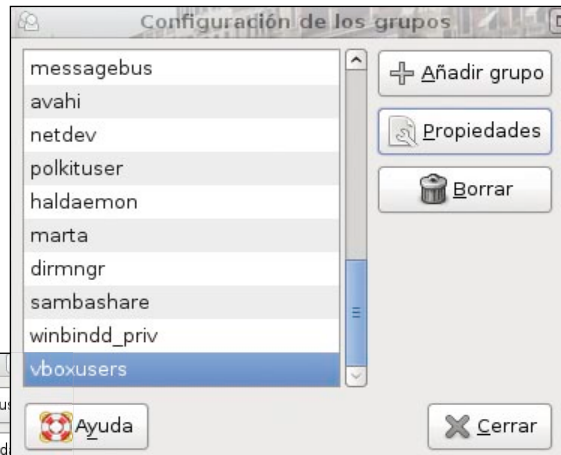 Configuración de los grupos
messagebus
avahi
netdev
polkituser
haldaemon
marta
dirmngr
sambashare
winbindd_priv
vboxusers
Añadir grupo
Propiedades
Borrar
Ayuda
Cerrar